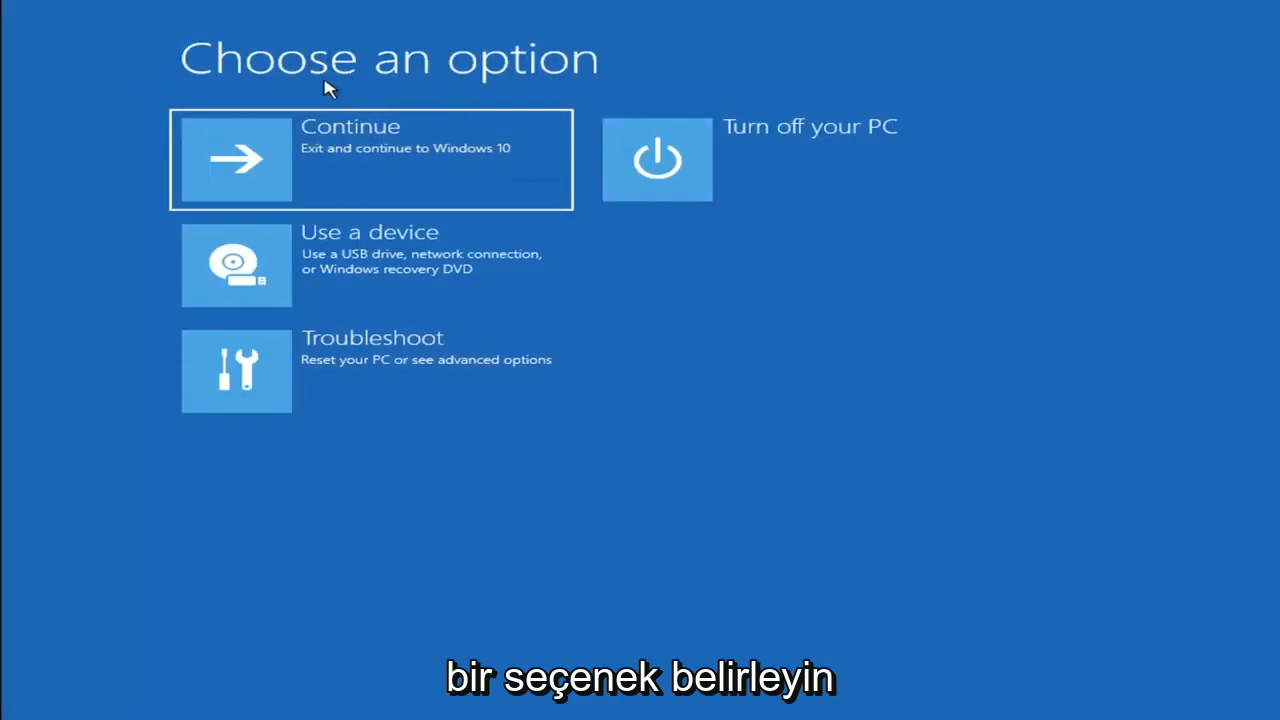 Choose an option
Continue
Exit and continue to Windows 10
Turn off your PC
Use a device
Use a USB drive, network connection,
or Windows recovery DVD
Troubleshoot
Reset your PC or see advanced options
bir seçenek belirleyin